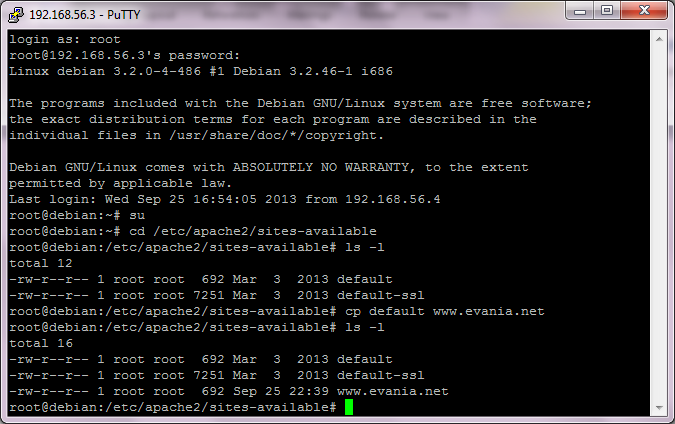 192.168.56.3 - PuTTY
login as: root
root@192.168.56.3's password:
Linux debian 3.2.0-4-486 #1 Debian 3.2.46-1 i686

The programs included with the Debian GNU/Linux system are free software;
the exact distribution terms for each program are described in the
individual files in /usr/share/doc/*/copyright.

Debian GNU/Linux comes with ABSOLUTELY NO WARRANTY, to the extent
permitted by applicable law.
Last login: Wed Sep 25 16:54:05 2013 from 192.168.56.4
root@debian:~# su
root@debian:~# cd /etc/apache2/sites-available
root@debian:/etc/apache2/sites-available# ls -l
total 12
-rw-r--r-- 1 root root  692 Mar  3  2013 default
-rw-r--r-- 1 root root 7251 Mar  3  2013 default-ssl
root@debian:/etc/apache2/sites-available# cp default www.evania.net
root@debian:/etc/apache2/sites-available# ls -l
total 16
-rw-r--r-- 1 root root  692 Mar  3  2013 default
-rw-r--r-- 1 root root 7251 Mar  3  2013 default-ssl
-rw-r--r-- 1 root root  692 Sep 25 22:39 www.evania.net
root@debian:/etc/apache2/sites-available#